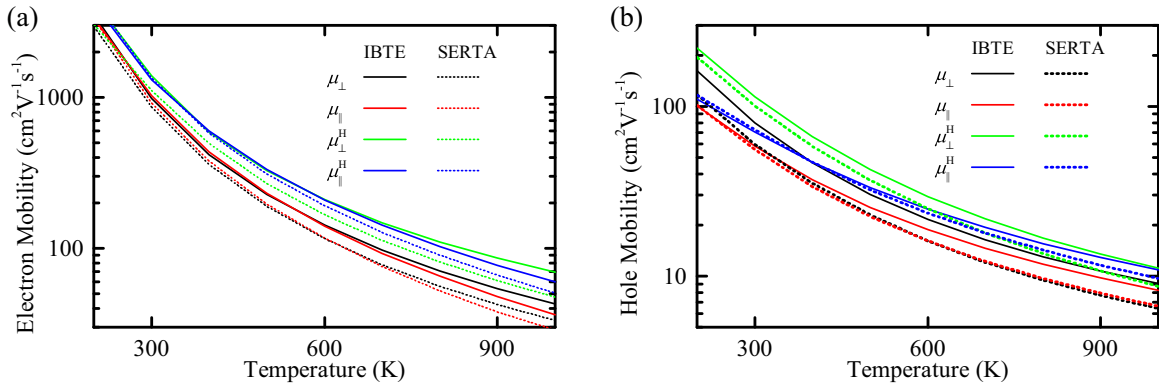 (a)
Electron Mobility (cm²V⁻¹s⁻¹)
1000
100
300
600
900
Temperature (K)
IBTE SERTA
μ⊥
μ∥
μ⊥ᴴ
μ∥ᴴ
(b)
Hole Mobility (cm²V⁻¹s⁻¹)
100
10
300
600
900
Temperature (K)
IBTE SERTA
μ⊥
μ∥
μ⊥ᴴ
μ∥ᴴ